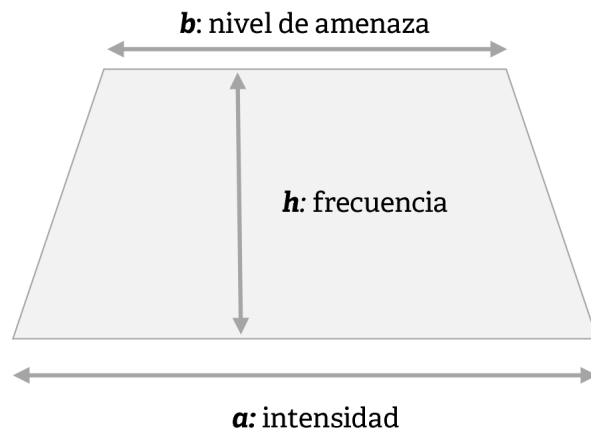 b: nivel de amenaza
h: frecuencia
a: intensidad